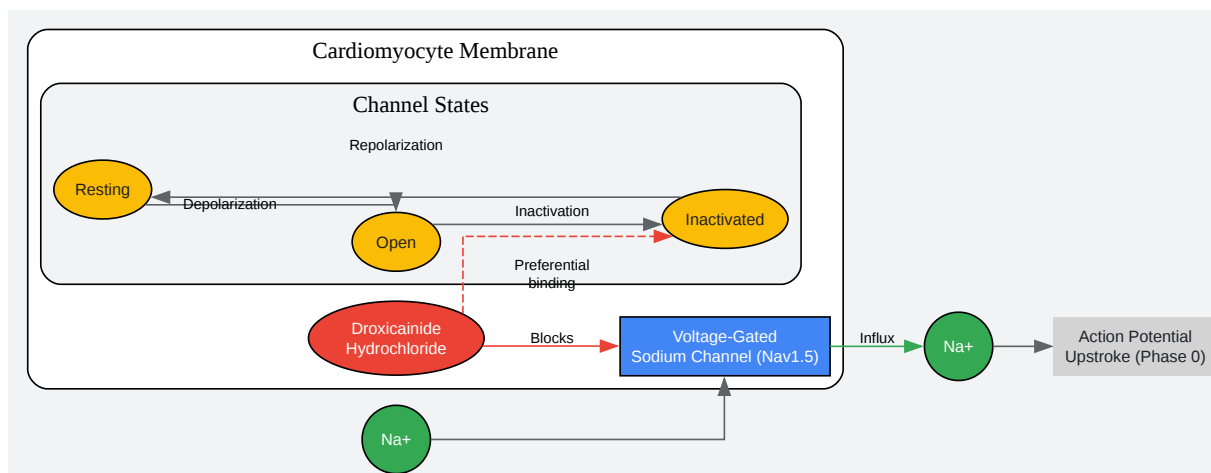 Cardiomyocyte Membrane
Channel States
Repolarization
Resting
Depolarization
Inactivation
Inactivated
Open
Preferential
binding
Droxicainide
Hydrochloride
Blocks
Voltage-Gated
Sodium Channel (Nav1.5)
Influx
Na+
Action Potential
Upstroke (Phase 0)
Na+